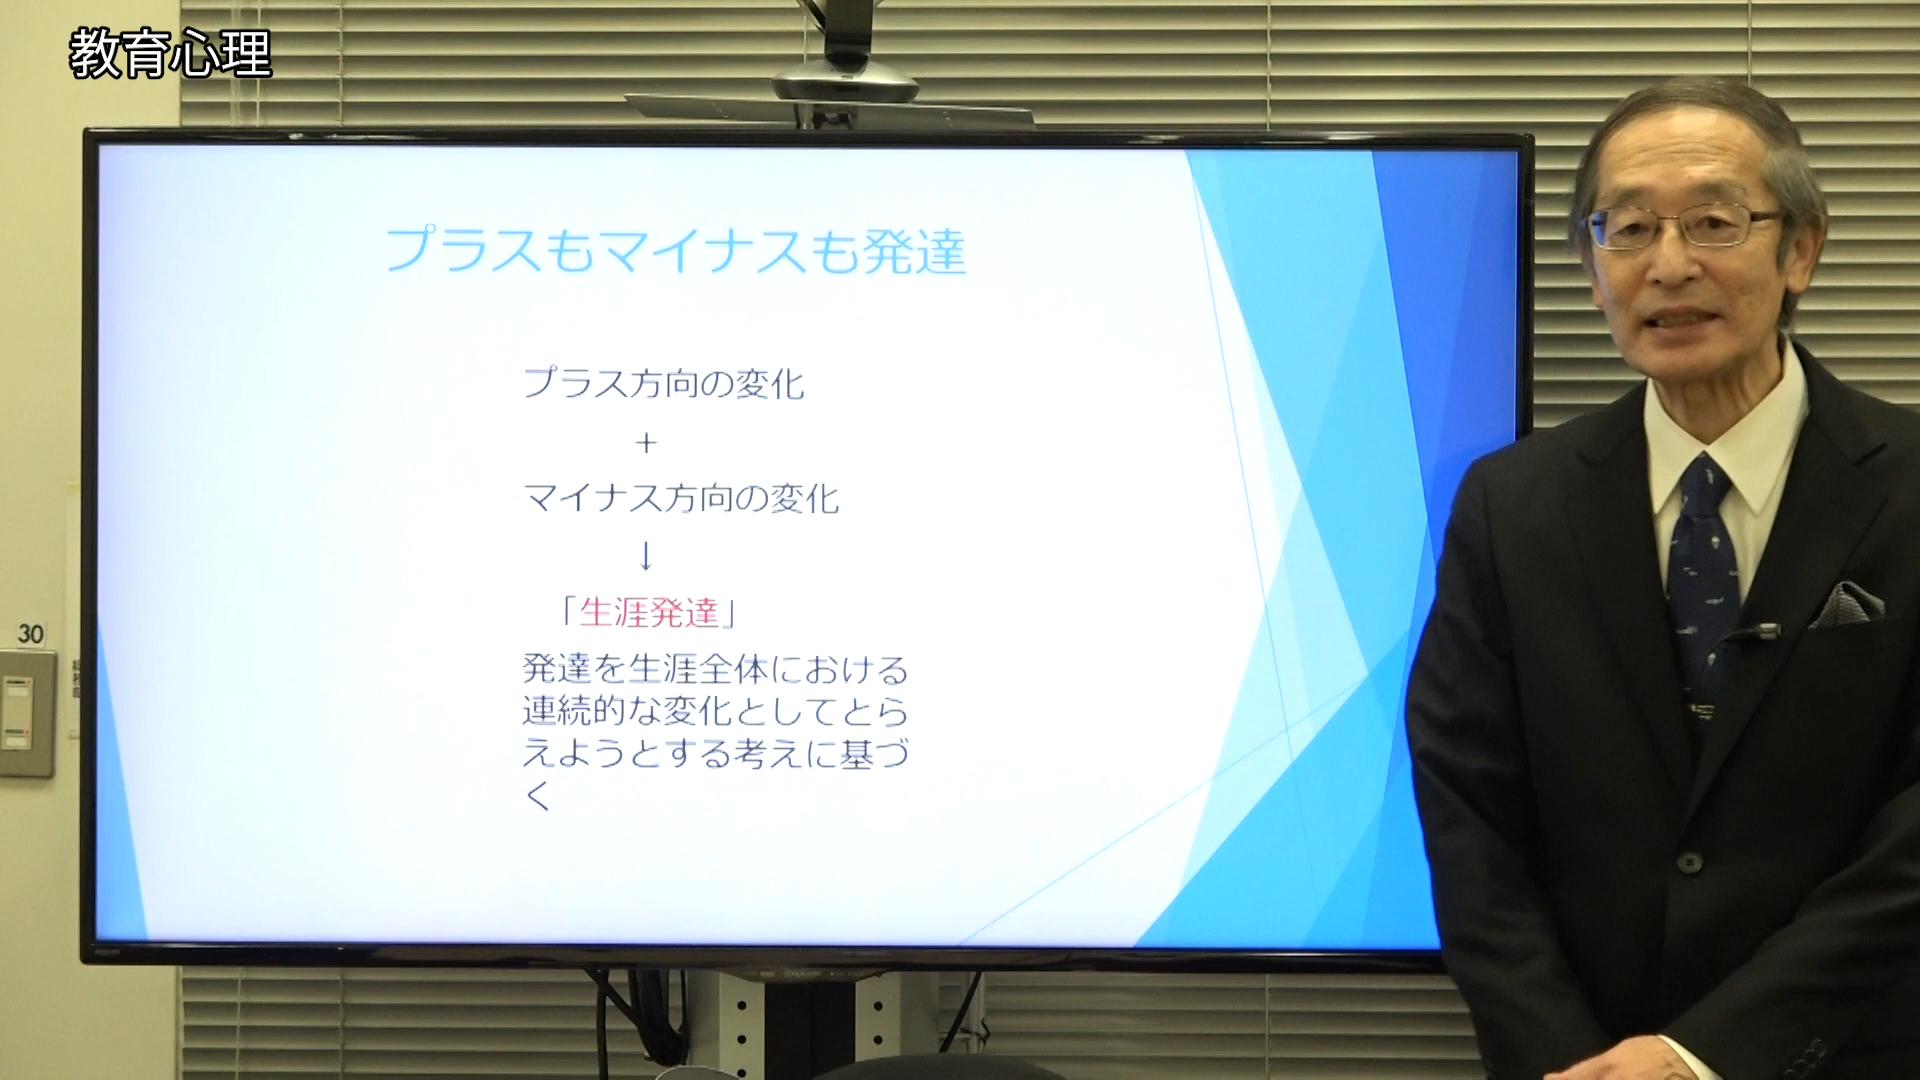 教育心理
プラスもマイナスも発達
プラス方向の変化
+
マイナス方向の変化
↓
「生涯発達」
発達を生涯全体における
連続的な変化としてとら
えようとする考えに基づ
く
30
SHARP